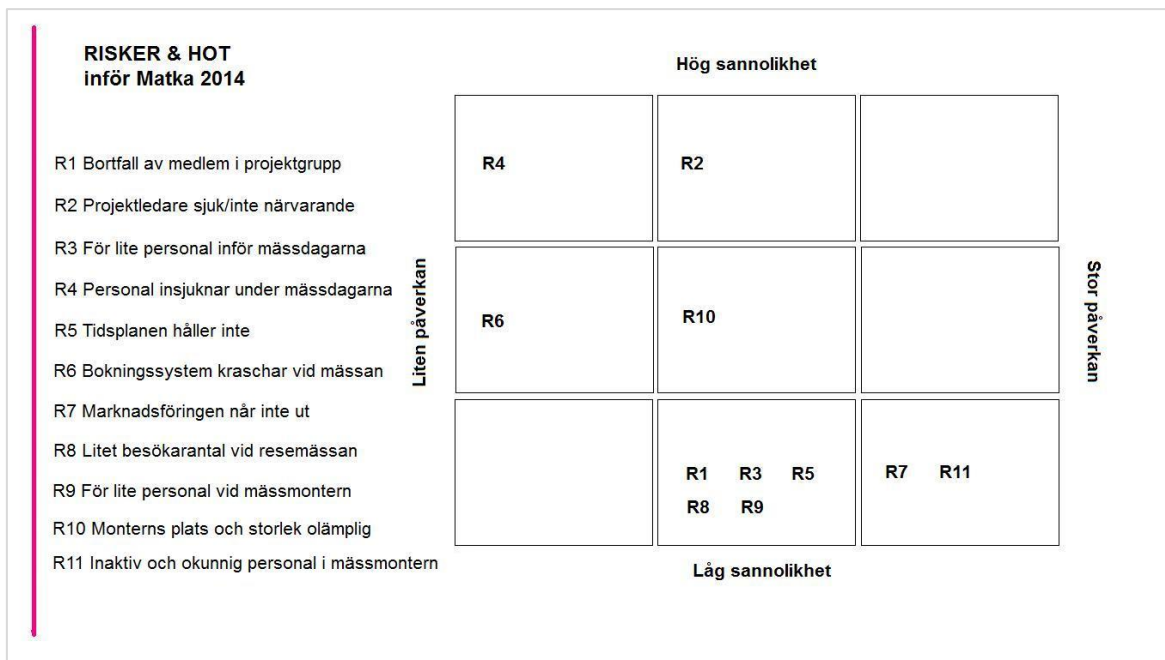 RISKER & HOT
inför Matka 2014
R1 Bortfall av medlem i projektgrupp
R2 Projektledare sjuk/inte närvarande
R3 För lite personal inför mässdagarna
R4 Personal insjuknar under mässdagarna
R5 Tidsplanen håller inte
R6 Bokningssystem kraschar vid mässan
R7 Marknadsföringen når inte ut
R8 Litet besökarantal vid resemässan
R9 För lite personal vid mässmontern
R10 Monterns plats och storlek olämplig
R11 Inaktiv och okunnig personal i mässmontern
Hög sannolikhet
Liten påverkan
R4 R2
R6 R10
R1 R3 R5 R7 R11
R8 R9
Stor påverkan
Låg sannolikhet